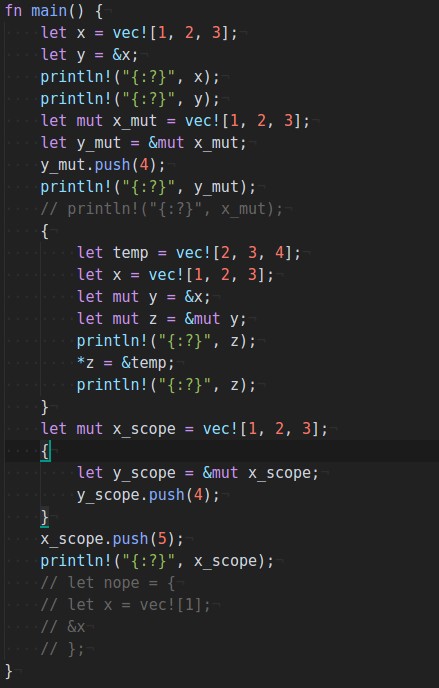 fn main() {
    let x = vec![1, 2, 3];
    let y = &x;
    println!("{:?}", x);
    println!("{:?}", y);
    let mut x_mut = vec![1, 2, 3];
    let y_mut = &mut x_mut;
    y_mut.push(4);
    println!("{:?}", y_mut);
    // println!("{:?}", x_mut);
    {
        let temp = vec![2, 3, 4];
        let x = vec![1, 2, 3];
        let mut y = &x;
        let mut z = &mut y;
        println!("{:?}", z);
        *z = &temp;
        println!("{:?}", z);
    }
    let mut x_scope = vec![1, 2, 3];
    {
        let y_scope = &mut x_scope;
        y_scope.push(4);
    }
    x_scope.push(5);
    println!("{:?}", x_scope);
    // let nope = {
    // let x = vec![1];
    // &x
    // };
}